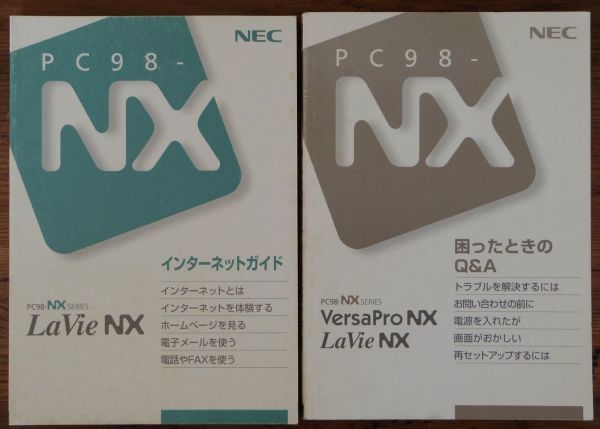 NEC
PC98-
NX
インターネットガイド
インターネットとは
インターネットを体験する
ホームページを見る
電子メールを使う
電話やFAXを使う
PC98-NX SERIES
LaVie NX
NEC
PC98-
NX
困ったときの
Q&A
トラブルを解決するには
お問い合わせの前に
電源を入れたが
画面がおかしい
再セットアップするには
PC98-NX SERIES
VersaPro NX
LaVie NX